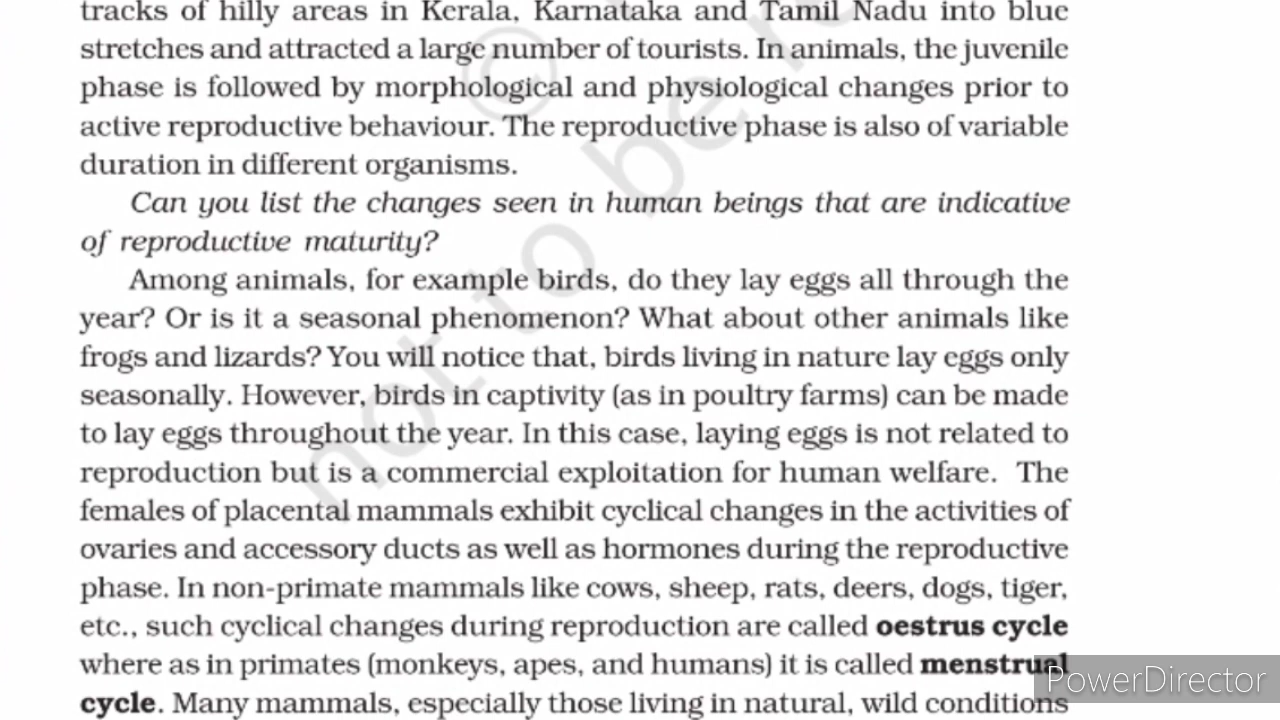 tracks of hilly areas in Kerala, Karnataka and Tamil Nadu into blue
stretches and attracted a large number of tourists. In animals, the juvenile
phase is followed by morphological and physiological changes prior to
active reproductive behaviour. The reproductive phase is also of variable
duration in different organisms.
Can you list the changes seen in human beings that are indicative
of reproductive maturity?
Among animals, for example birds, do they lay eggs all through the
year? Or is it a seasonal phenomenon? What about other animals like
frogs and lizards? You will notice that, birds living in nature lay eggs only
seasonally. However, birds in captivity (as in poultry farms) can be made
to lay eggs throughout the year. In this case, laying eggs is not related to
reproduction but is a commercial exploitation for human welfare. The
females of placental mammals exhibit cyclical changes in the activities of
ovaries and accessory ducts as well as hormones during the reproductive
phase. In non-primate mammals like cows, sheep, rats, deers, dogs, tiger,
etc., such cyclical changes during reproduction are called oestrus cycle
where as in primates (monkeys, apes, and humans) it is called menstrual
cycle. Many mammals, especially those living in natural, wild conditions
© not to be re
PowerDirector